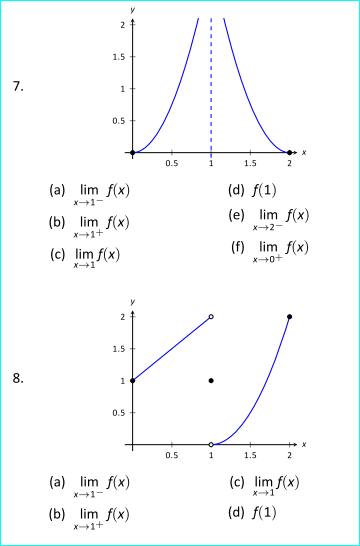 7.
y
2
1.5
1
0.5
0.5 1 1.5 2 x
(a) lim x→1⁻ f(x) (d) f(1)
(b) lim x→1⁺ f(x) (e) lim x→2⁻ f(x)
(c) lim x→1 f(x) (f) lim x→0⁺ f(x)
8.
y
2
1.5
1
0.5
0.5 1 1.5 2 x
(a) lim x→1⁻ f(x) (c) lim x→1 f(x)
(b) lim x→1⁺ f(x) (d) f(1)